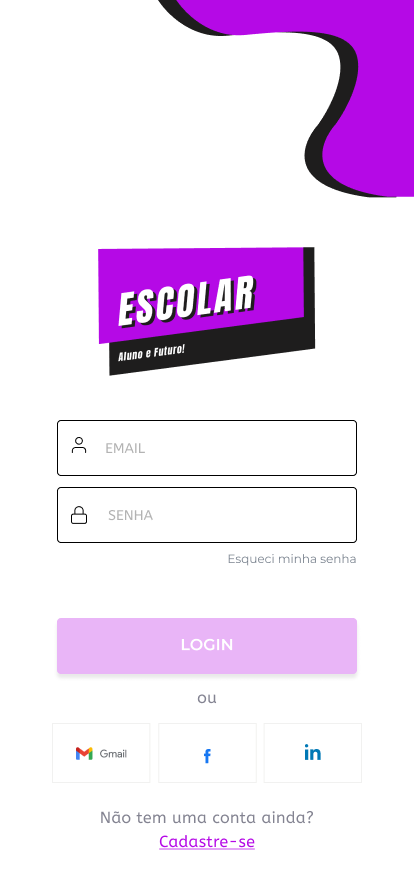 ESCOLAR
Aluno e Futuro!
EMAIL
SENHA
Esqueci minha senha
LOGIN
ou
Gmail
f
in
Não tem uma conta ainda?
Cadastre-se